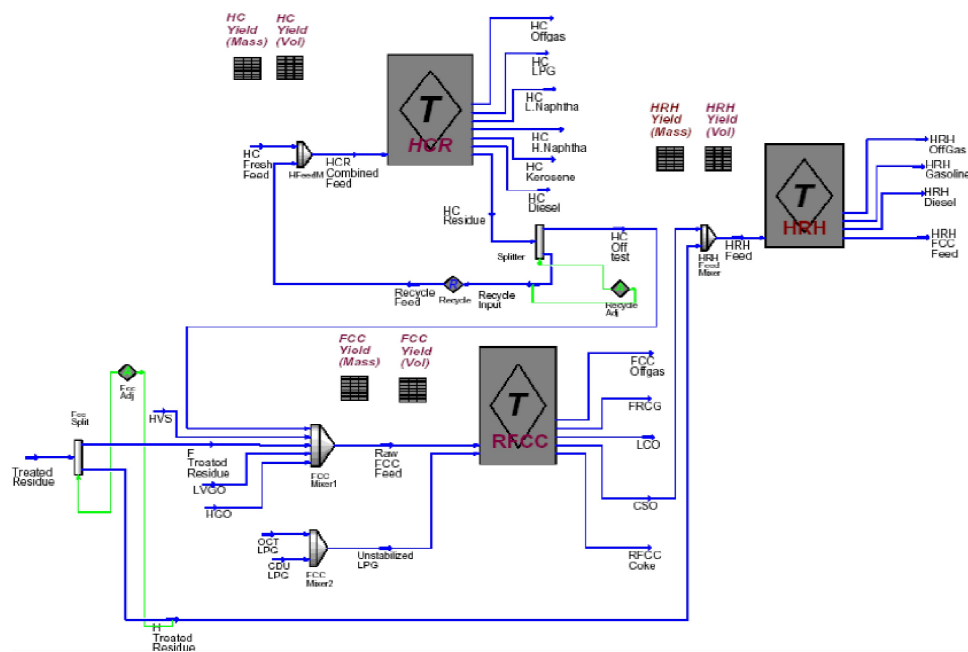 HC
Yield
(Mass)
HC
Yield
(Vol)
HC
Offgas
HC
LPG
HC
L.Naphtha
HC
H.Naphtha
HC
Kerosene
HC
Diesel
T
HCR
HC
Fresh
Feed
HFeedM
HCR
Combined
Feed
HC
Residue
Splitter
HC
Off
test
Recycle
Feed
R
Recycle
Recycle
Input
Recycle
Adj
HRH
Yield
(Mass)
HRH
Yield
(Vol)
T
HRH
HRH
OffGas
HRH
Gasoline
HRH
Diesel
HRH
FCC
Feed
HRH
Feed
Mixer
HRH
Feed
FCC
Yield
(Mass)
FCC
Yield
(Vol)
T
RFCC
FCC
Offgas
FRCG
LCO
CSO
RFCC
Coke
Fcc
Adj
Fcc
Split
HVS
Treated
Residue
F
Treated
Residue
LVGO
HGO
FCC
Mixer1
Raw
FCC
Feed
OCT
LPG
CDU
LPG
FCC
Mixer2
Unstabilized
LPG
H
Treated
Residue